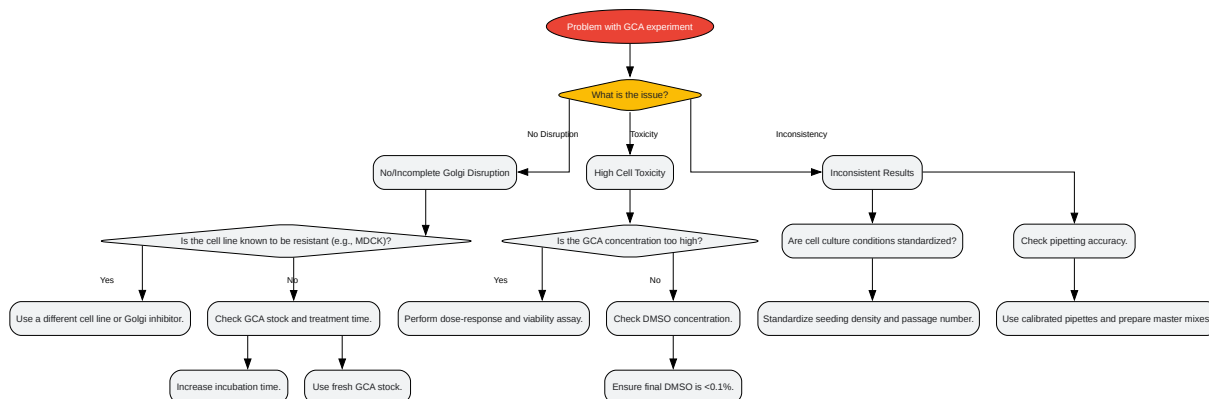 Problem with GCA experiment
What is the issue?
No Disruption
Toxicity
Inconsistency
No/Incomplete Golgi Disruption
High Cell Toxicity
Inconsistent Results
Is the cell line known to be resistant (e.g., MDCK)?
Is the GCA concentration too high?
Are cell culture conditions standardized?
Check pipetting accuracy.
Yes
No
Yes
No
Use a different cell line or Golgi inhibitor.
Check GCA stock and treatment time.
Perform dose-response and viability assay.
Check DMSO concentration.
Standardize seeding density and passage number.
Use calibrated pipettes and prepare master mixes
Increase incubation time.
Use fresh GCA stock.
Ensure final DMSO is <0.1%.